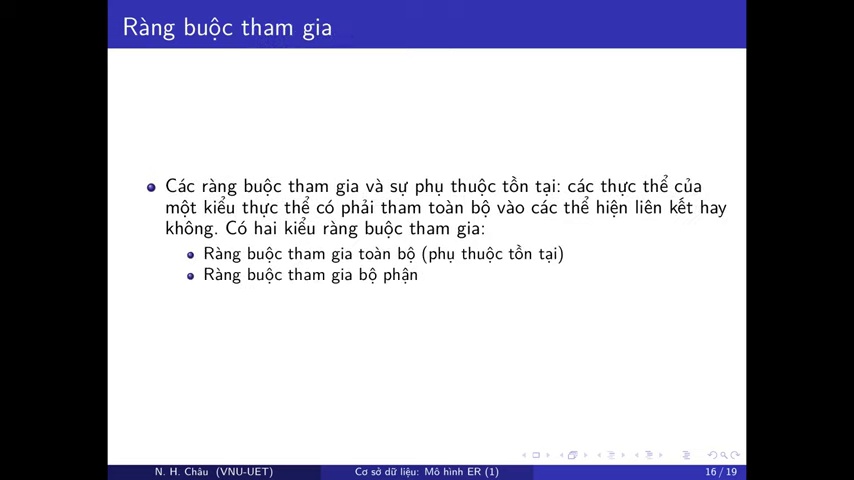 Ràng buộc tham gia
Các ràng buộc tham gia và sự phụ thuộc tồn tại: các thực thể của
một kiểu thực thể có phải tham toàn bộ vào các thể hiện liên kết hay
không. Có hai kiểu ràng buộc tham gia:
Ràng buộc tham gia toàn bộ (phụ thuộc tồn tại)
Ràng buộc tham gia bộ phận
N. H. Châu (VNU-UET)
Cơ sở dữ liệu: Mô hình ER (1)
16 / 19